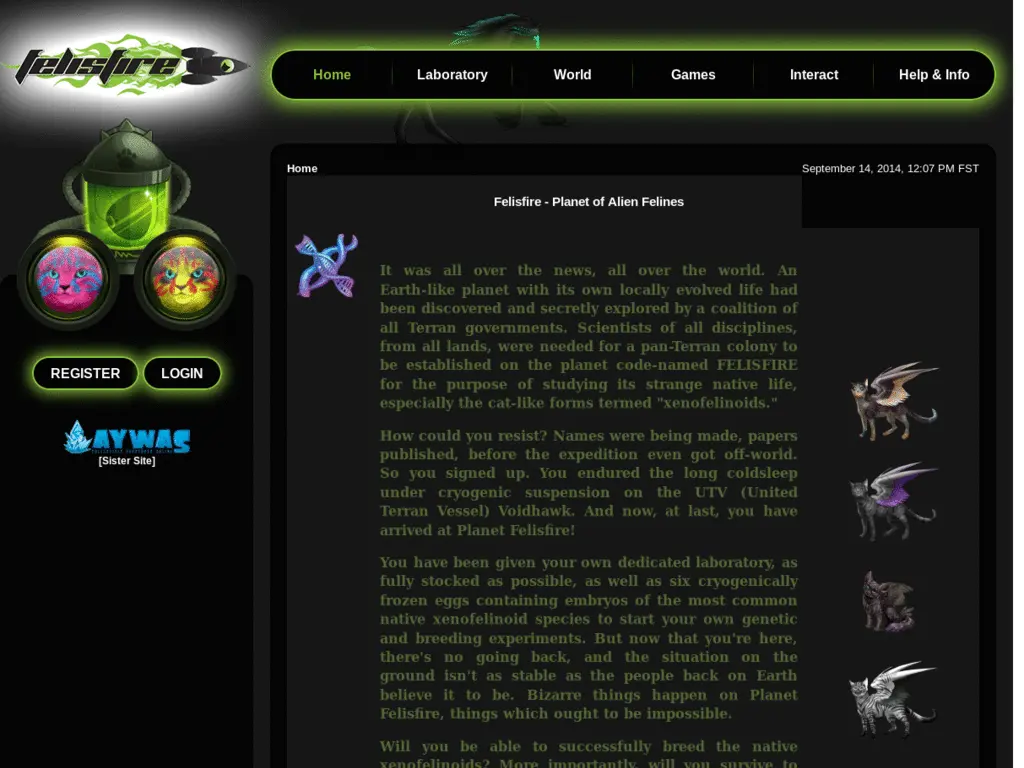 felisfire
Home
Laboratory
World
Games
Interact
Help & Info
Home
September 14, 2014, 12:07 PM FST
Felisfire - Planet of Alien Felines
It was all over the news, all over the world. An
Earth-like planet with its own locally evolved life had
been discovered and secretly explored by a coalition of
all Terran governments. Scientists of all disciplines,
from all lands, were needed for a pan-Terran colony to
be established on the planet code-named FELISFIRE
for the purpose of studying its strange native life,
especially the cat-like forms termed "xenofelinoids."
How could you resist? Names were being made, papers
published, before the expedition even got off-world.
So you signed up. You endured the long coldsleep
under cryogenic suspension on the UTV (United
Terran Vessel) Voidhawk. And now, at last, you have
arrived at Planet Felisfire!
You have been given your own dedicated laboratory, as
fully stocked as possible, as well as six cryogenically
frozen eggs containing embryos of the most common
native xenofelinoid species to start your own genetic
and breeding experiments. But now that you're here,
there's no going back, and the situation on the
ground isn't as stable as the people back on Earth
believe it to be. Bizarre things happen on Planet
Felisfire, things which ought to be impossible.
Will you be able to successfully breed the native
xenofelinoids? More importantly, will you survive to
REGISTER
LOGIN
AYWAS
[Sister Site]